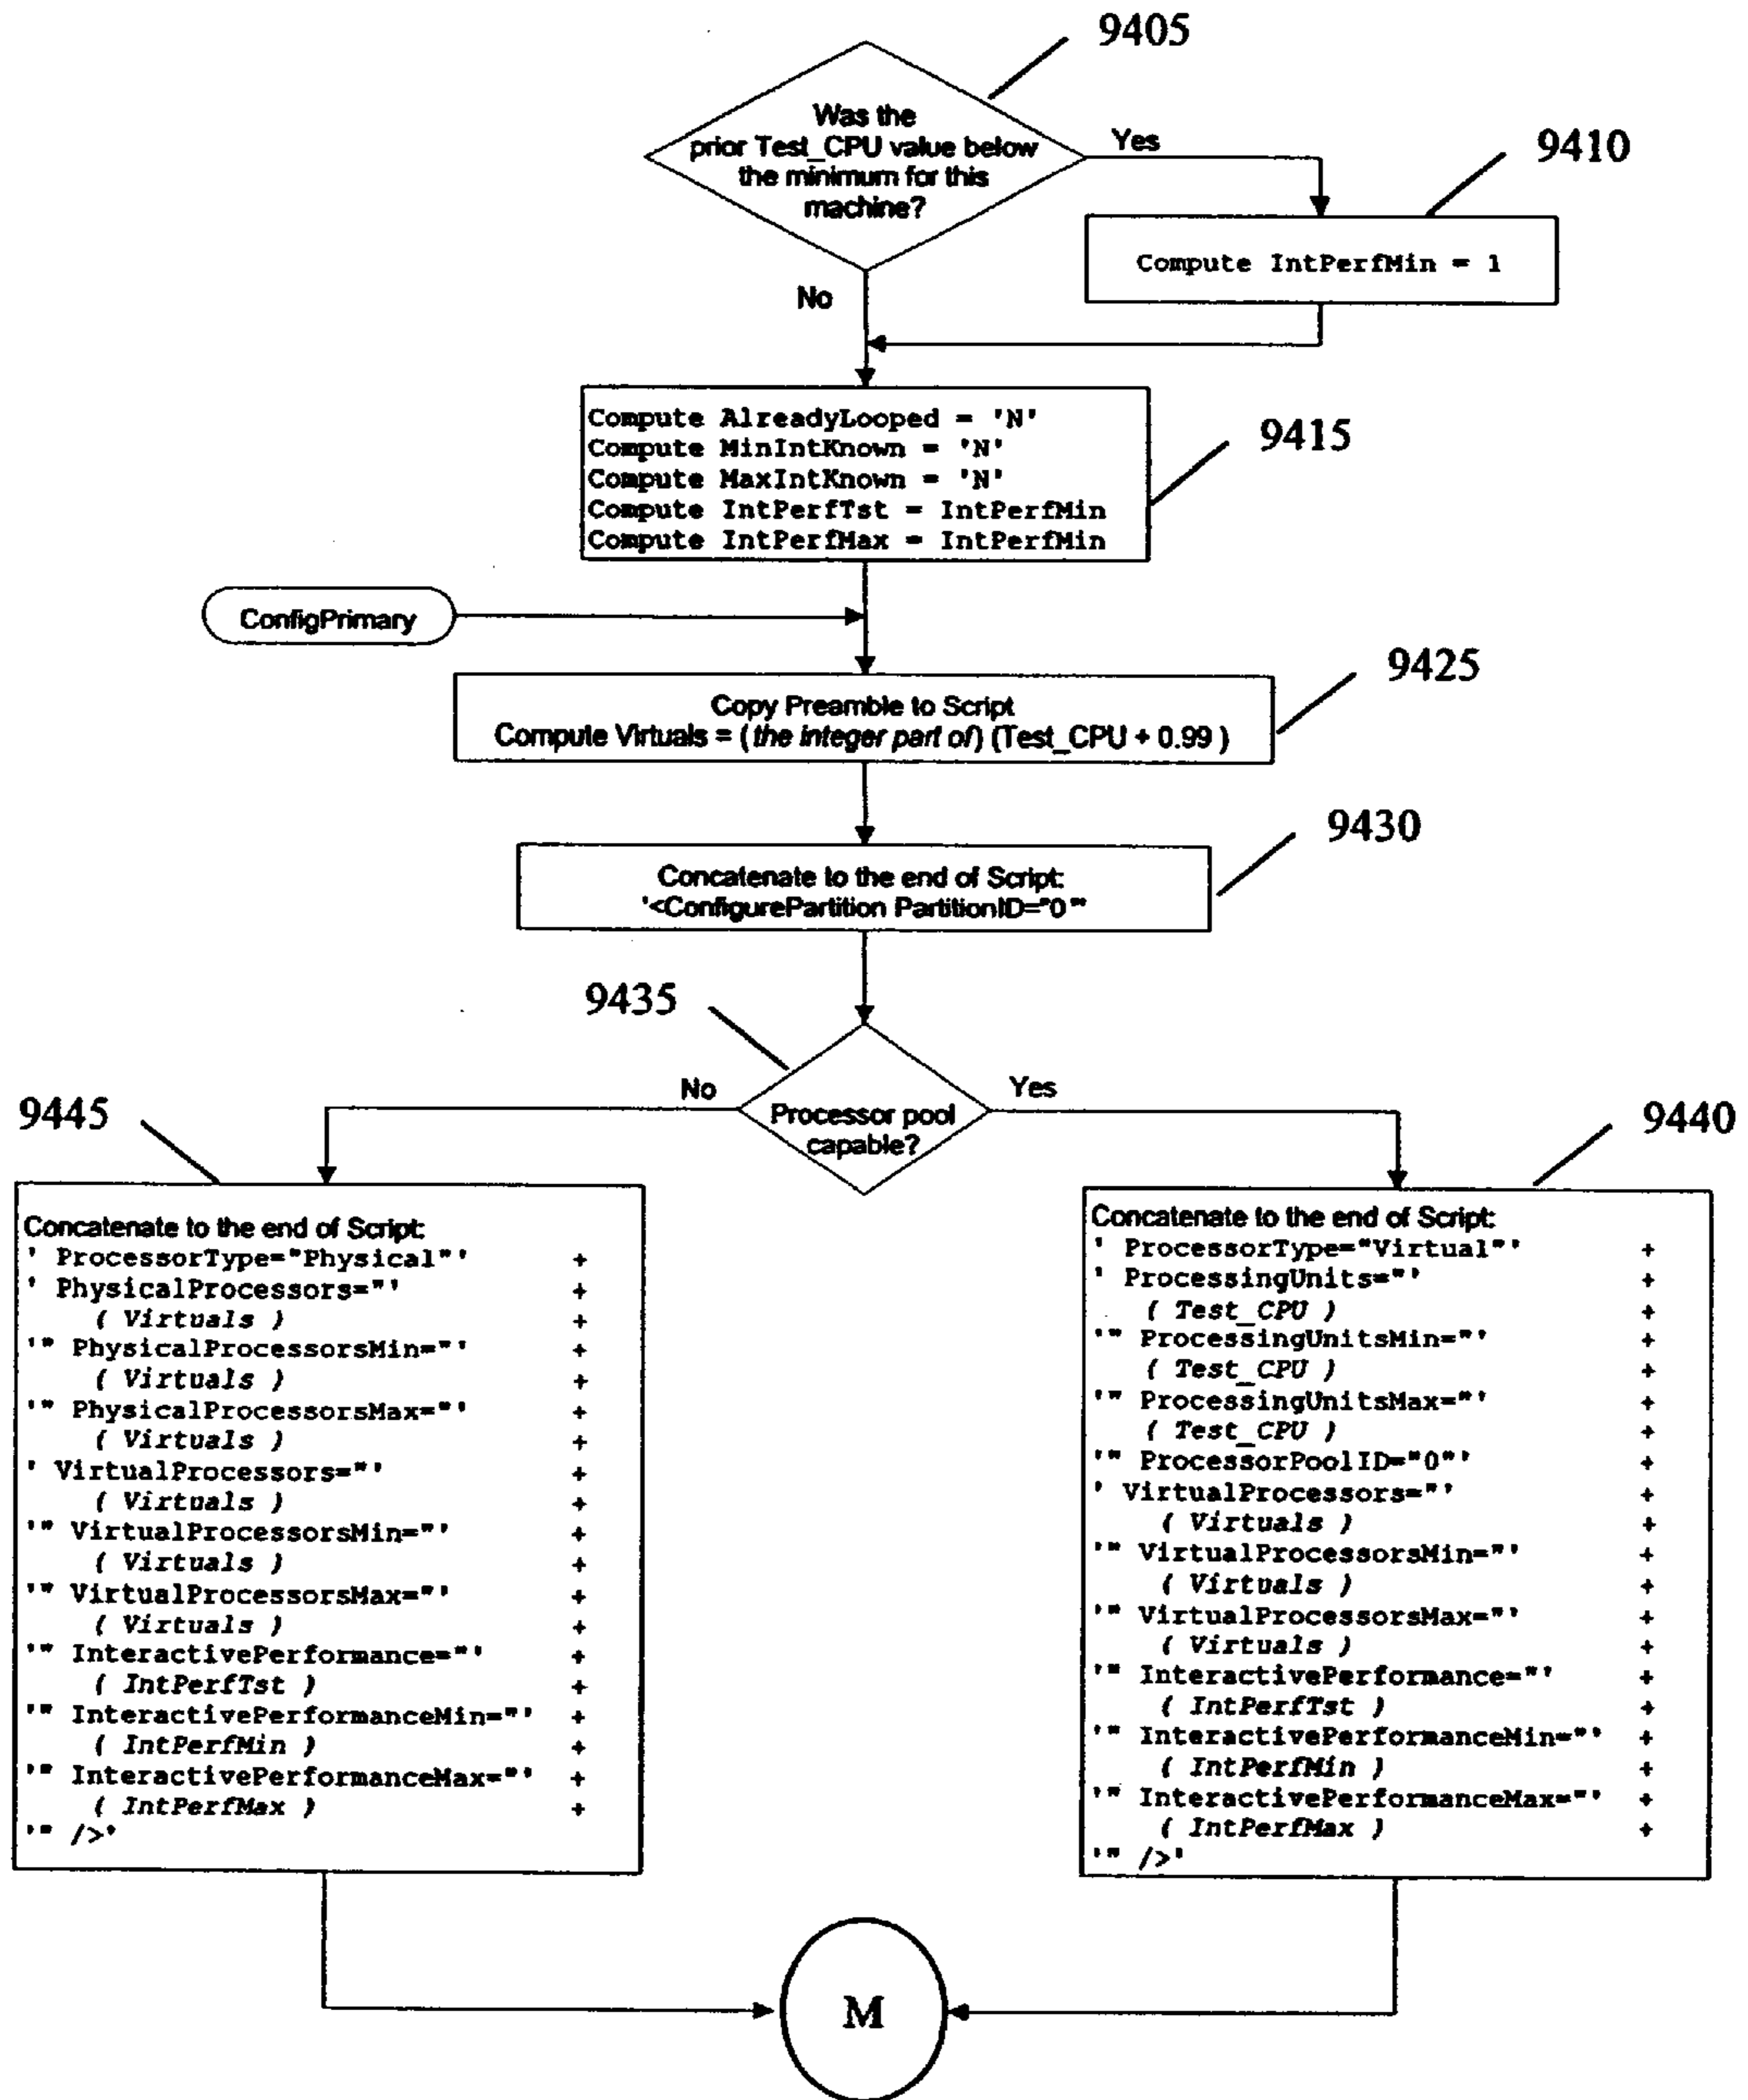 9405
Was the
prior Test_CPU value below
the minimum for this
machine?
Yes
9410
Compute IntPerfMin = 1
No
Compute AlreadyLooped = 'N'
Compute MinIntKnown = 'N'
Compute MaxIntKnown = 'N'
Compute IntPerfTst = IntPerfMin
Compute IntPerfMax = IntPerfMin
9415
ConfigPrimary
9425
Copy Preamble to Script
Compute Virtuals = (the integer part of) (Test_CPU + 0.99 )
9430
Concatenate to the end of Script:
'<ConfigurePartition PartitionID="0"'
9435
No
Yes
Processor pool
capable?
9445
Concatenate to the end of Script:
' ProcessorType="Physical"' +
' PhysicalProcessors="' +
( Virtuals ) +
'" PhysicalProcessorsMin="' +
( Virtuals ) +
'" PhysicalProcessorsMax="' +
( Virtuals ) +
' VirtualProcessors="' +
( Virtuals ) +
'" VirtualProcessorsMin="' +
( Virtuals ) +
'" VirtualProcessorsMax="' +
( Virtuals ) +
'" InteractivePerformance="' +
( IntPerfTst ) +
'" InteractivePerformanceMin="' +
( IntPerfMin ) +
'" InteractivePerformanceMax="' +
( IntPerfMax ) +
'" />'
9440
Concatenate to the end of Script:
' ProcessorType="Virtual"' +
' ProcessingUnits="' +
( Test_CPU ) +
'" ProcessingUnitsMin="' +
( Test_CPU ) +
'" ProcessingUnitsMax="' +
( Test_CPU ) +
'" ProcessorPoolID="0"' +
' VirtualProcessors="' +
( Virtuals ) +
'" VirtualProcessorsMin="' +
( Virtuals ) +
'" VirtualProcessorsMax="' +
( Virtuals ) +
'" InteractivePerformance="' +
( IntPerfTst ) +
'" InteractivePerformanceMin="' +
( IntPerfMin ) +
'" InteractivePerformanceMax="' +
( IntPerfMax ) +
'" />'
M